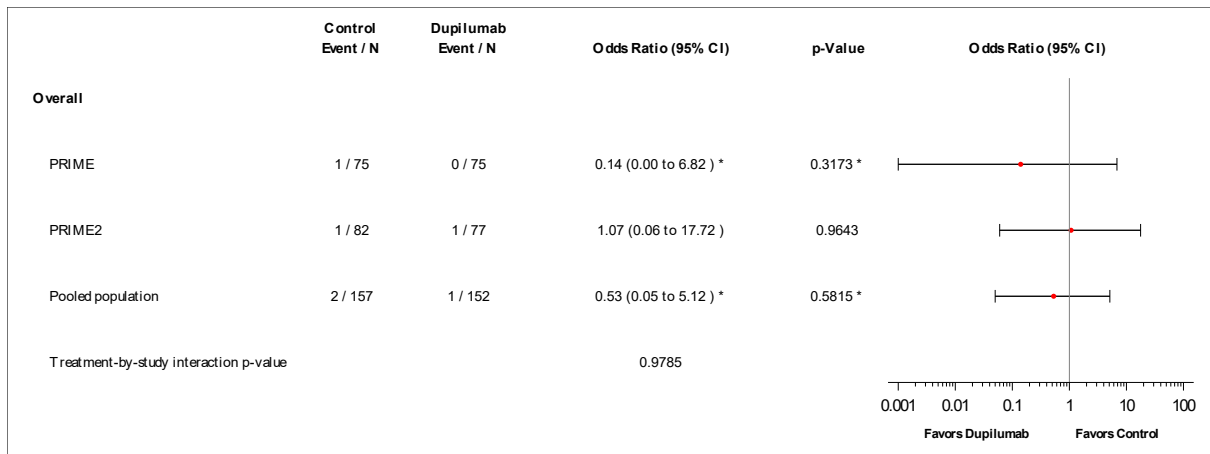 Control Dupilumab
Event / N Event / N Odds Ratio (95% CI) p-Value Odds Ratio (95% CI)
Overall
PRIME 1 / 75 0 / 75 0.14 (0.00 to 6.82 ) * 0.3173 *
PRIME2 1 / 82 1 / 77 1.07 (0.06 to 17.72 ) 0.9643
Pooled population 2 / 157 1 / 152 0.53 (0.05 to 5.12 ) * 0.5815 *
Treatment-by-study interaction p-value 0.9785
0.001 0.01 0.1 1 10 100
Favors Dupilumab Favors Control